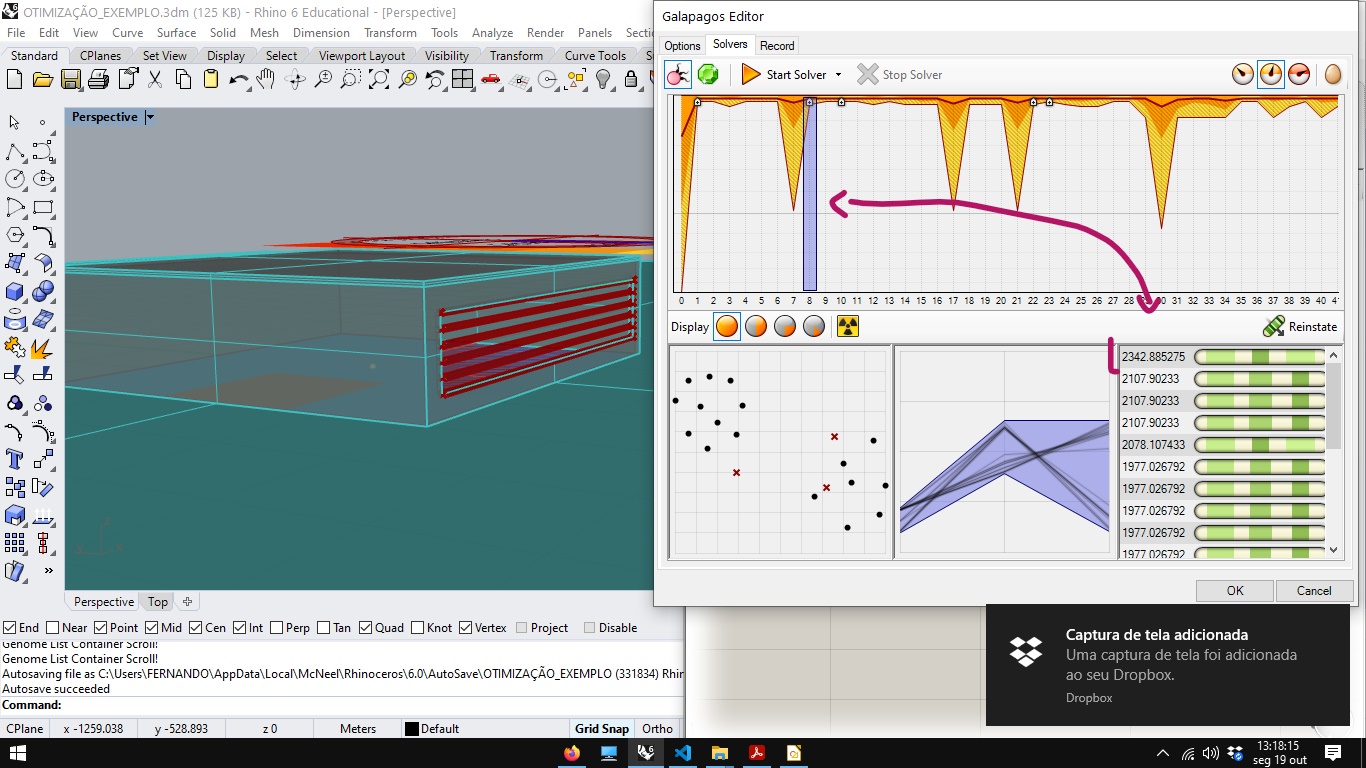 OTIMIZAÇÃO_EXEMPLO.3dm (125 KB) - Rhino 6 Educational - [Perspective]
File Edit View Curve Surface Solid Mesh Dimension Transform Tools Analyze Render Panels
Standard CPlanes Set View Display Select Viewport Layout Visibility Transform Curve Tools
Perspective
Perspective Top
End Near Point Mid Cen Int Perp Tan Quad Knot Vertex Project Disable
Genome List Container Scroll!
Genome List Container Scroll!
Autosaving file as C:\Users\FERNANDO\AppData\Local\McNeel\Rhinoceros\6.0\AutoSave\OTIMIZAÇÃO_EXEMPLO (331834) Rhin
Autosave succeeded
Command:
CPlane x -1259.038 y -528.893 z 0 Meters Default Grid Snap Ortho
Galapagos Editor
Options Solvers Record
Start Solver Stop Solver
0 1 2 3 4 5 6 7 8 9 10 11 12 13 14 15 16 17 18 19 20 21 22 23 24 25 26 27 28 29 30 31 32 33 34 35 36 37 38 39 40
Display Reinstate
2342.885275
2107.90233
2107.90233
2107.90233
2078.107433
1977.026792
1977.026792
1977.026792
1977.026792
1977.026792
OK Cancel
Captura de tela adicionada
Uma captura de tela foi adicionada
ao seu Dropbox.
Dropbox
13:18:15
seg 19 out